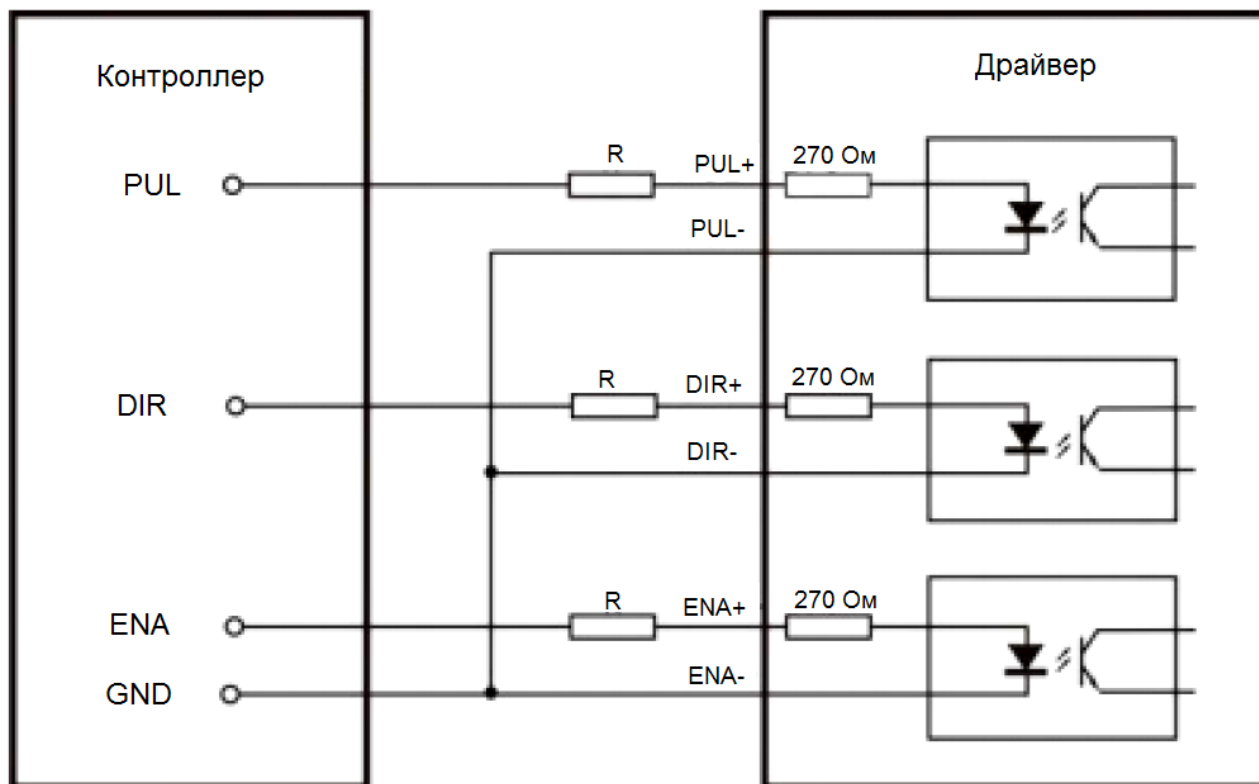 Контроллер
Драйвер
PUL
R
PUL+
270 Ом
PUL-
DIR
R
DIR+
270 Ом
DIR-
ENA
R
ENA+
270 Ом
GND
ENA-